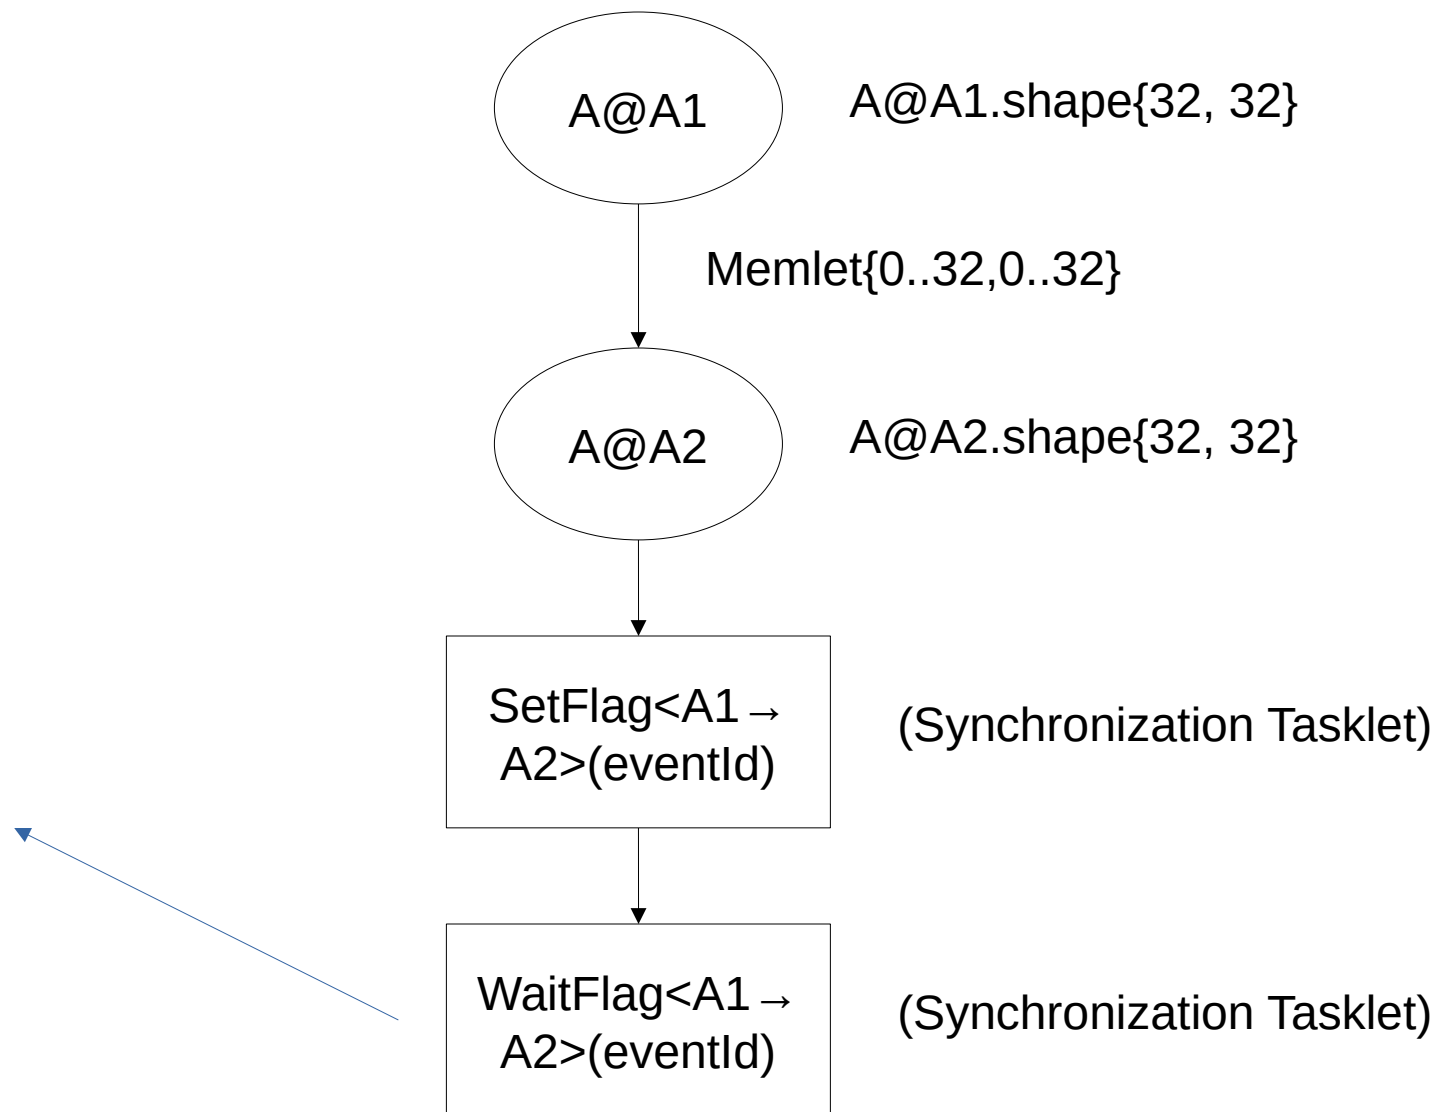 A@A1
A@A1.shape{32, 32}
Memlet{0..32,0..32}
A@A2
A@A2.shape{32, 32}
SetFlag<A1→
A2>(eventId)
(Synchronization Tasklet)
WaitFlag<A1→
A2>(eventId)
(Synchronization Tasklet)